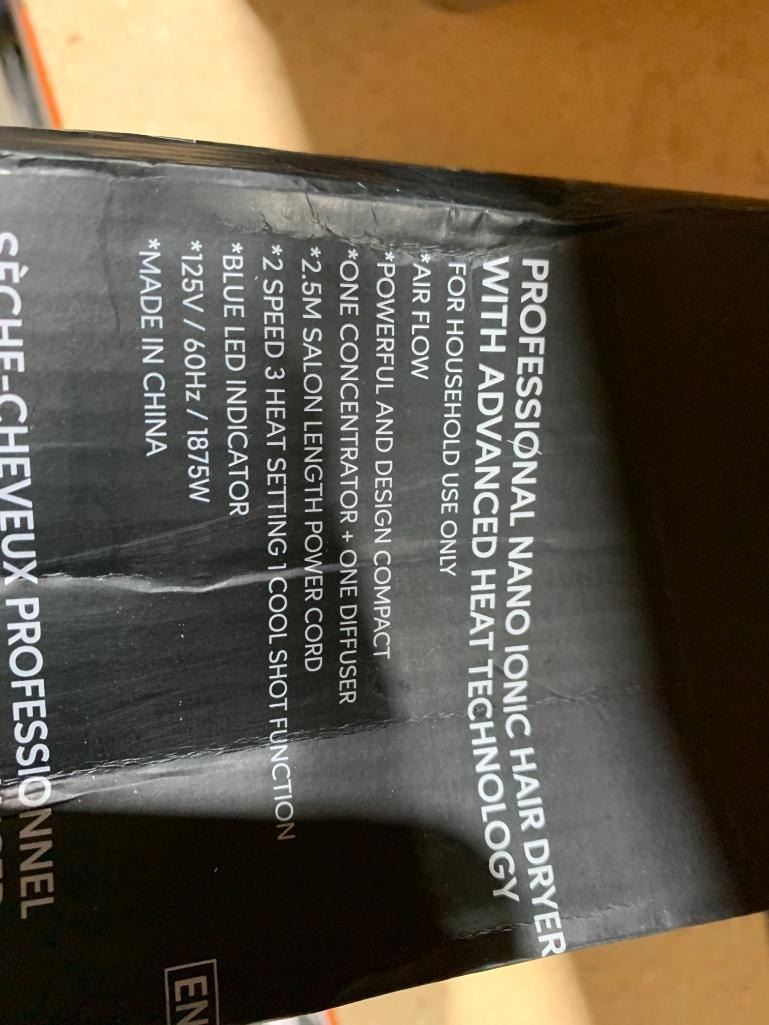 PROFESSIONAL NANO IONIC HAIR DRYER
WITH ADVANCED HEAT TECHNOLOGY
FOR HOUSEHOLD USE ONLY
*AIR FLOW
*POWERFUL AND DESIGN COMPACT
*ONE CONCENTRATOR + ONE DIFFUSER
*2.5M SALON LENGTH POWER CORD
*2 SPEED 3 HEAT SETTING 1 COOL SHOT FUNCTION
*BLUE LED INDICATOR
*125V / 60Hz / 1875W
*MADE IN CHINA
EN
SÈCHE-CHEVEUX PROFESSIONNEL